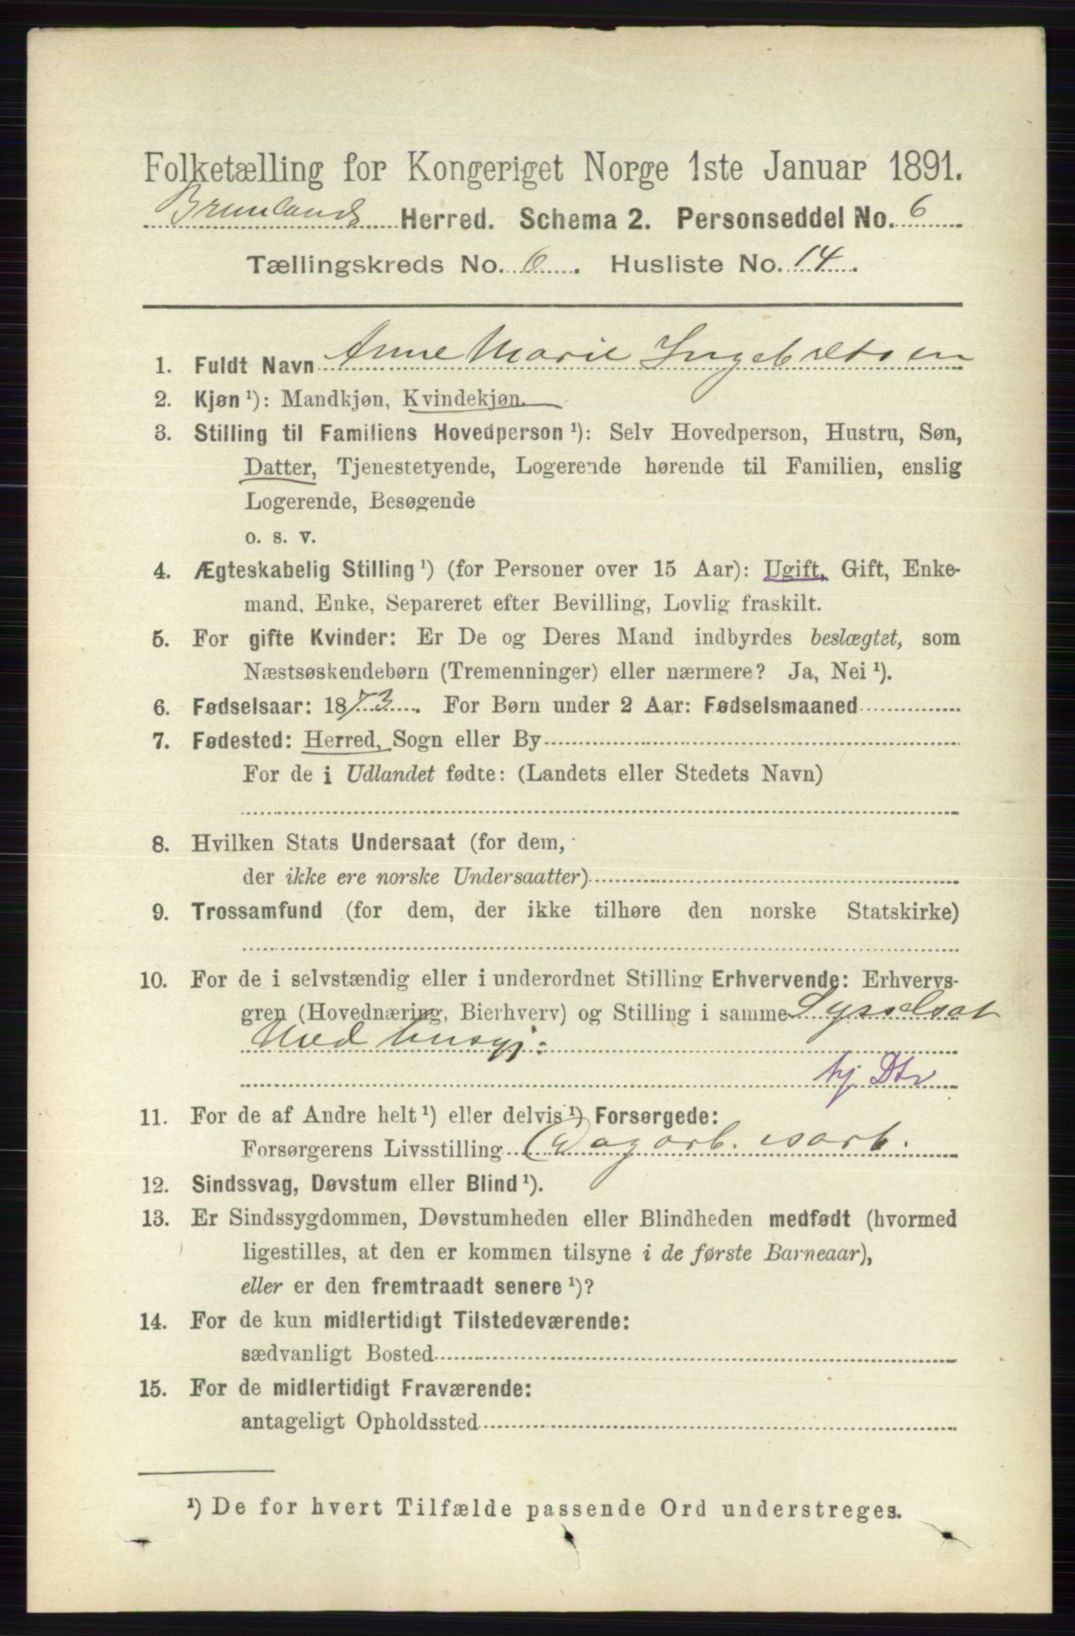 Folketælling for Kongeriget Norge 1ste Januar 1891.
Brunlands Herred. Schema 2. Personseddel No. 6
Tællingskreds No. 6. Husliste No. 14.
1. Fuldt Navn Anne Marie Ingebretsen
2. Kjøn ¹): Mandkjøn, Kvindekjøn.
3. Stilling til Familiens Hovedperson ¹): Selv Hovedperson, Hustru, Søn,
Datter, Tjenestetyende, Logerende hørende til Familien, enslig
Logerende, Besøgende
o. s. v.
4. Ægteskabelig Stilling ¹) (for Personer over 15 Aar): Ugift, Gift, Enke-
mand, Enke, Separeret efter Bevilling, Lovlig fraskilt.
5. For gifte Kvinder: Er De og Deres Mand indbyrdes beslægtet, som
Næstsøskendebørn (Tremenninger) eller nærmere? Ja, Nei ¹).
6. Fødselsaar: 1873. For Børn under 2 Aar: Fødselsmaaned
7. Fødested: Herred, Sogn eller By
For de i Udlandet fødte: (Landets eller Stedets Navn)
8. Hvilken Stats Undersaat (for dem,
der ikke ere norske Undersaatter)
9. Trossamfund (for dem, der ikke tilhøre den norske Statskirke)
10. For de i selvstændig eller i underordnet Stilling Erhvervende: Erhvervs-
gren (Hovednæring, Bierhverv) og Stilling i samme Sysselsat
Med husgj:
hj Dtr
11. For de af Andre helt ¹) eller delvis ¹) Forsørgede:
Forsørgerens Livsstilling Dagarb. isarb.
12. Sindssvag, Døvstum eller Blind ¹).
13. Er Sindssygdommen, Døvstumheden eller Blindheden medfødt (hvormed
ligestilles, at den er kommen tilsyne i de første Barneaar),
eller er den fremtraadt senere ¹)?
14. For de kun midlertidigt Tilstedeværende:
sædvanligt Bosted
15. For de midlertidigt Fraværende:
antageligt Opholdssted
¹) De for hvert Tilfælde passende Ord understreges.